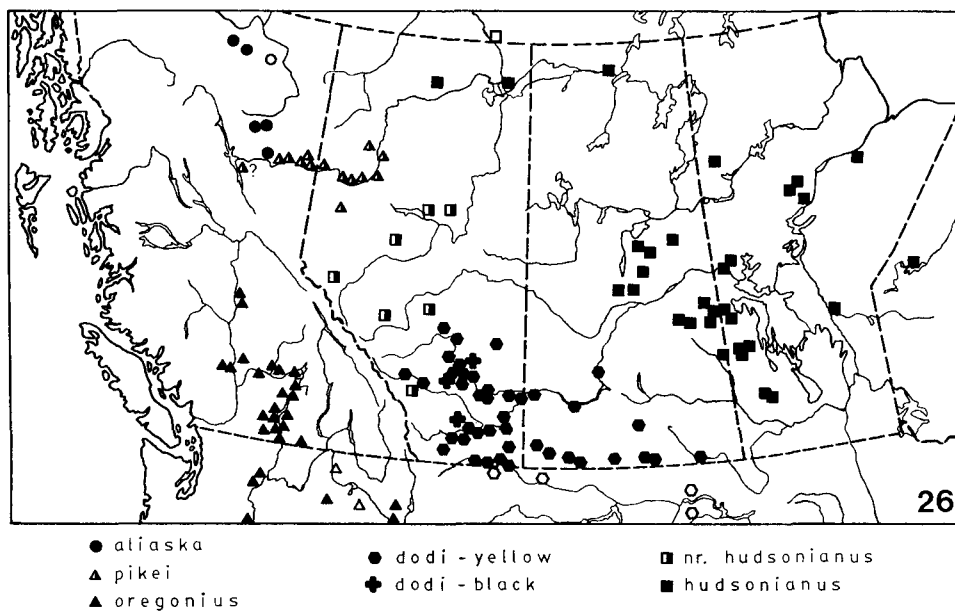 ?
26
aliaska
pikei
oregonius
dodi - yellow
dodi - black
nr. hudsonianus
hudsonianus